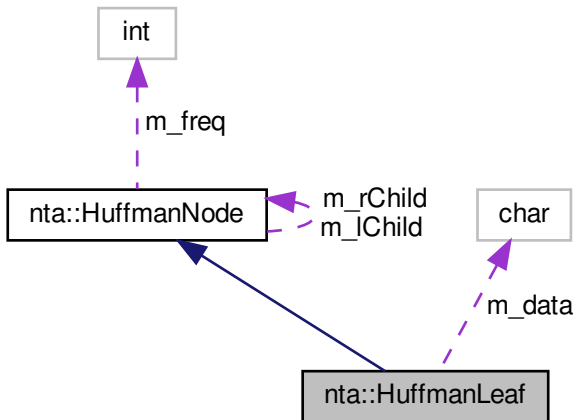 int
m_freq
nta::HuffmanNode
m_rChild
m_lChild
char
m_data
nta::HuffmanLeaf